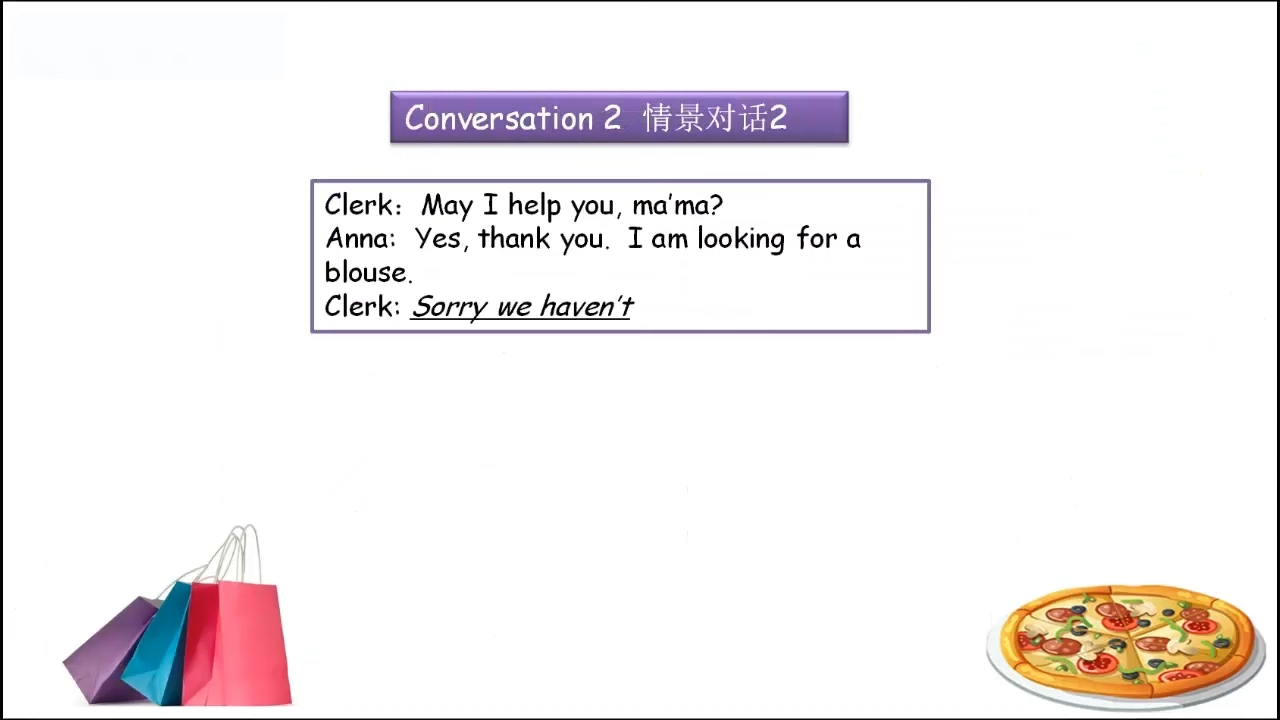 Conversation 2 情景对话2
Clerk： May I help you, ma'ma?
Anna: Yes, thank you. I am looking for a
blouse.
Clerk: Sorry we haven't